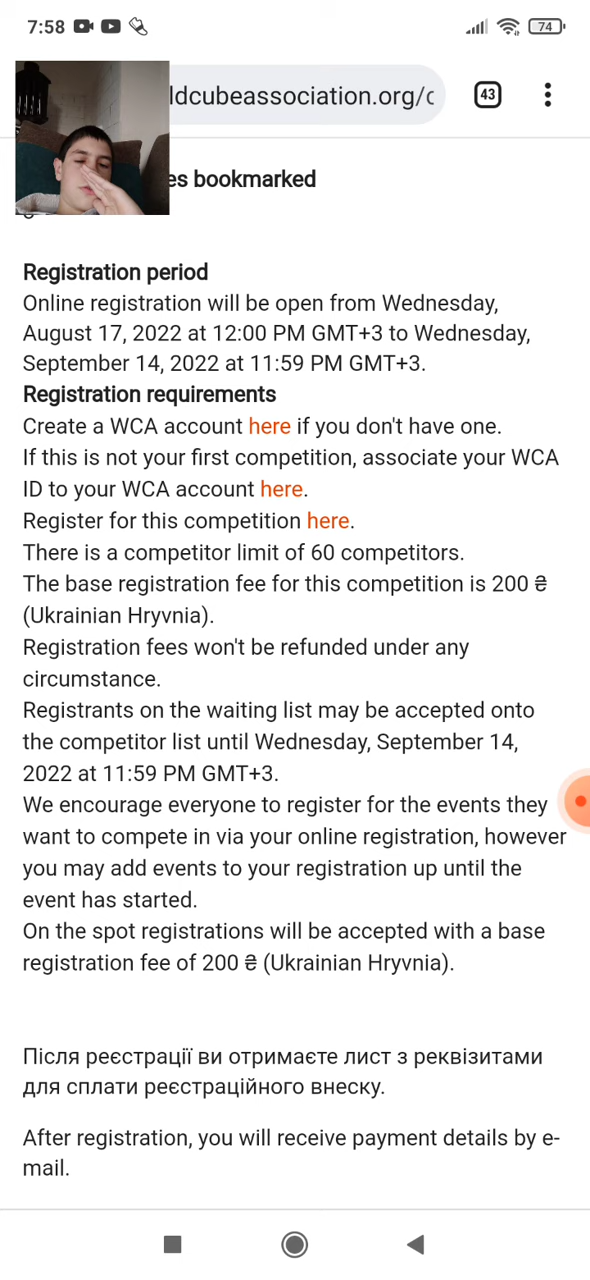 7:58
74
ldcubeassociation.org/c
43
es bookmarked
Registration period
Online registration will be open from Wednesday,
August 17, 2022 at 12:00 PM GMT+3 to Wednesday,
September 14, 2022 at 11:59 PM GMT+3.
Registration requirements
Create a WCA account here if you don't have one.
If this is not your first competition, associate your WCA
ID to your WCA account here.
Register for this competition here.
There is a competitor limit of 60 competitors.
The base registration fee for this competition is 200 ₴
(Ukrainian Hryvnia).
Registration fees won't be refunded under any
circumstance.
Registrants on the waiting list may be accepted onto
the competitor list until Wednesday, September 14,
2022 at 11:59 PM GMT+3.
We encourage everyone to register for the events they
want to compete in via your online registration, however
you may add events to your registration up until the
event has started.
On the spot registrations will be accepted with a base
registration fee of 200 ₴ (Ukrainian Hryvnia).
Після реєстрації ви отримаєте лист з реквізитами
для сплати реєстраційного внеску.
After registration, you will receive payment details by e-
mail.